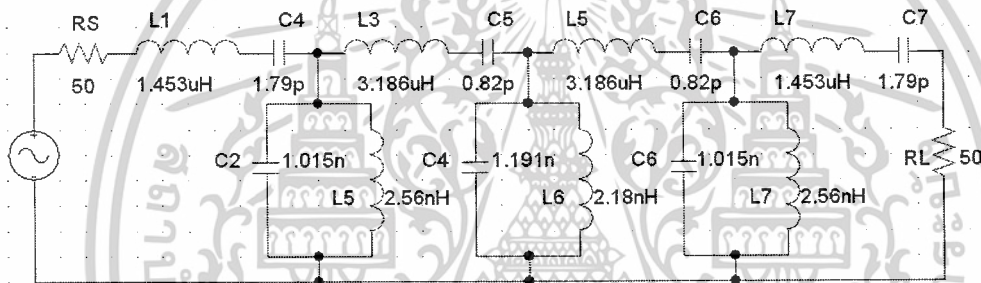 RS L1 C4 L3 C5 L5 C6 L7 C7
50 1.453uH 1.79p 3.186uH 0.82p 3.186uH 0.82p 1.453uH 1.79p
C2 1.015n C4 1.191n C6 1.015n RL 50
L5 2.56nH L6 2.18nH L7 2.56nH